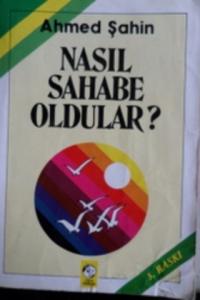 Ahmed Şahin
NASIL
SAHABE
OLDULAR?
3. BASKI